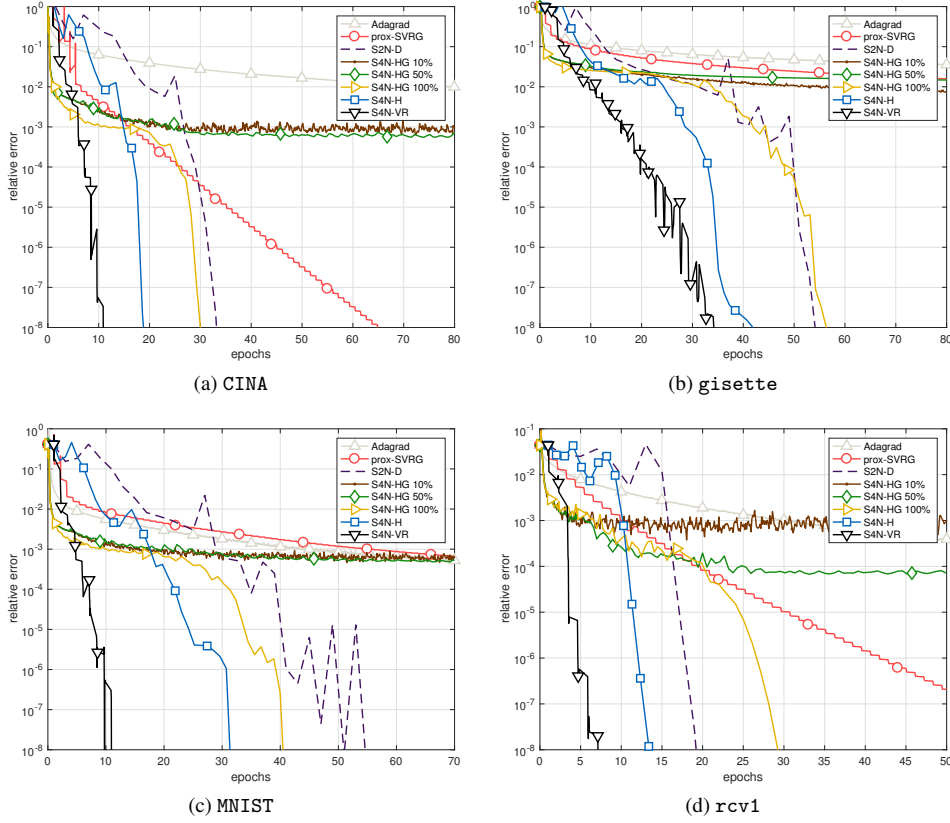 10^0
10^-1
10^-2
10^-3
10^-4
10^-5
10^-6
10^-7
10^-8
relative error
0 10 20 30 40 50 60 70 80
epochs
Adagrad
prox-SVRG
S2N-D
S4N-HG 10%
S4N-HG 50%
S4N-HG 100%
S4N-H
S4N-VR
(a) CINA
10^0
10^-1
10^-2
10^-3
10^-4
10^-5
10^-6
10^-7
10^-8
relative error
0 10 20 30 40 50 60 70 80
epochs
Adagrad
prox-SVRG
S2N-D
S4N-HG 10%
S4N-HG 50%
S4N-HG 100%
S4N-H
S4N-VR
(b) gisette
10^0
10^-1
10^-2
10^-3
10^-4
10^-5
10^-6
10^-7
10^-8
relative error
0 10 20 30 40 50 60 70
epochs
Adagrad
prox-SVRG
S2N-D
S4N-HG 10%
S4N-HG 50%
S4N-HG 100%
S4N-H
S4N-VR
(c) MNIST
10^-1
10^-2
10^-3
10^-4
10^-5
10^-6
10^-7
10^-8
relative error
0 5 10 15 20 25 30 35 40 45 50
epochs
Adagrad
prox-SVRG
S2N-D
S4N-HG 10%
S4N-HG 50%
S4N-HG 100%
S4N-H
S4N-VR
(d) rcv1